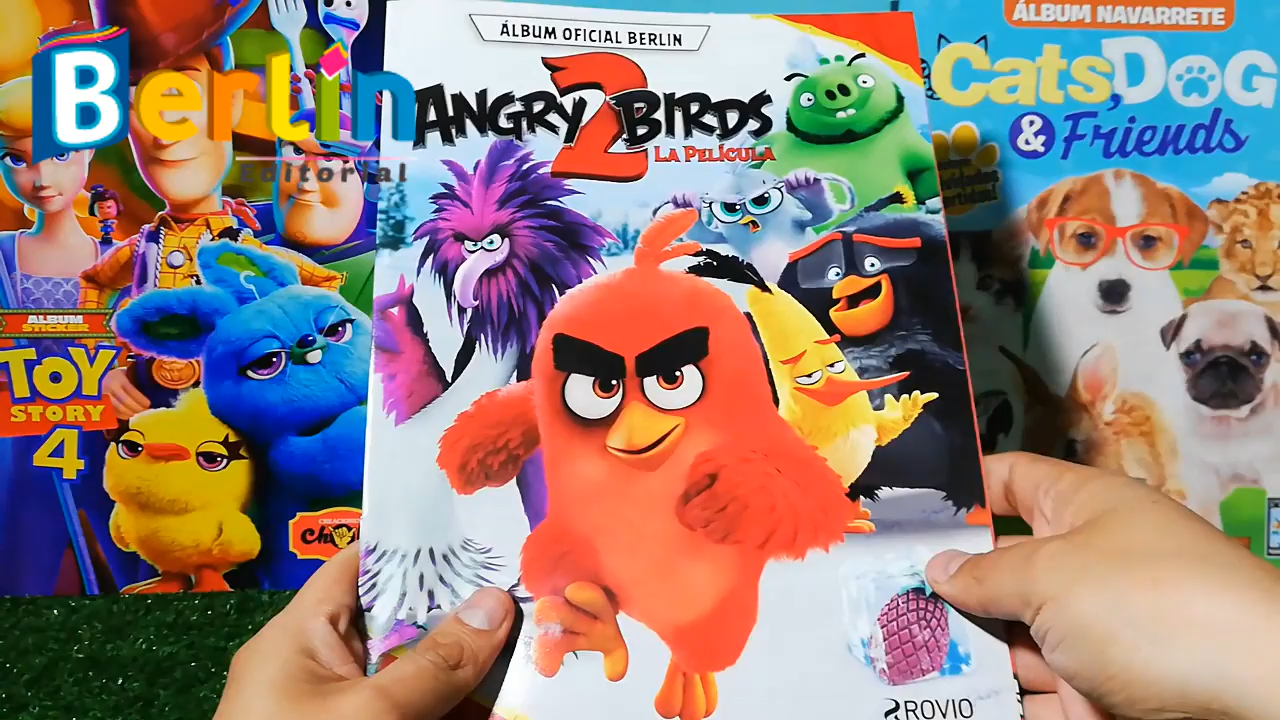 Berlin
Editorial
ALBUM
STICKER
TOY
STORY
4
ÁLBUM OFICIAL BERLIN
ANGRY 2 BIRDS
LA PELÍCULA
ROVIO
ÁLBUM NAVARRETE
Cats, DOG
& Friends